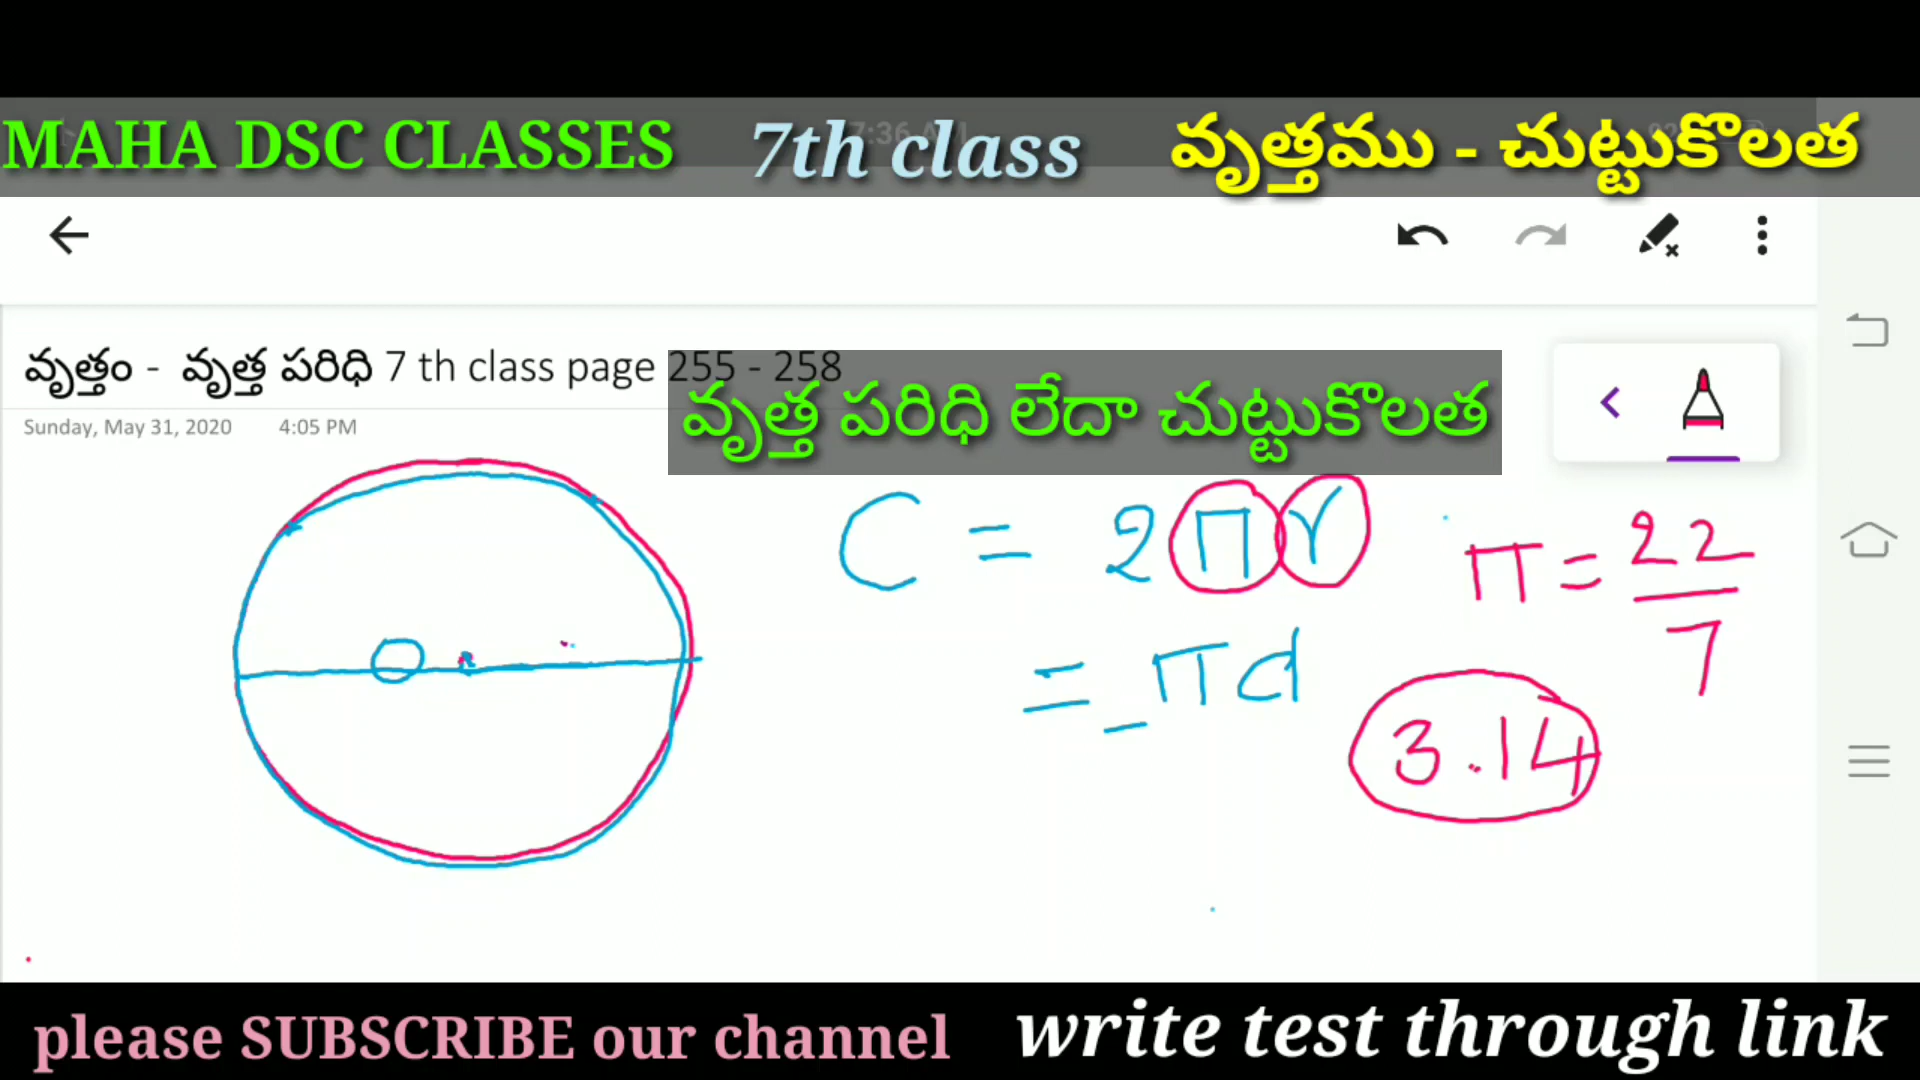 MAHA DSC CLASSES 7th class వృత్తము - చుట్టుకొలత
వృత్తం - వృత్త పరిధి 7 th class page 255 - 258
Sunday, May 31, 2020 4:05 PM
వృత్త పరిధి లేదా చుట్టుకొలత
C = 2πr
= πd
π = 22/7
3.14
please SUBSCRIBE our channel write test through link